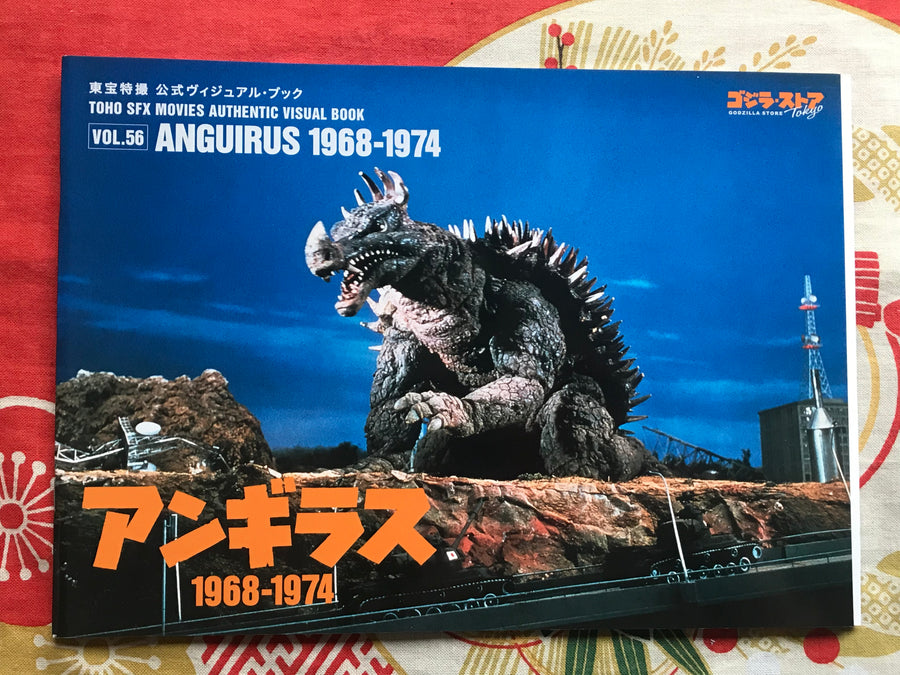 東宝特撮 公式ヴィジュアル・ブック
TOHO SFX MOVIES AUTHENTIC VISUAL BOOK
VOL.56 ANGUIRUS 1968-1974
ゴジラ・ストア
GODZILLA STORE Tokyo
アンギラス
1968-1974